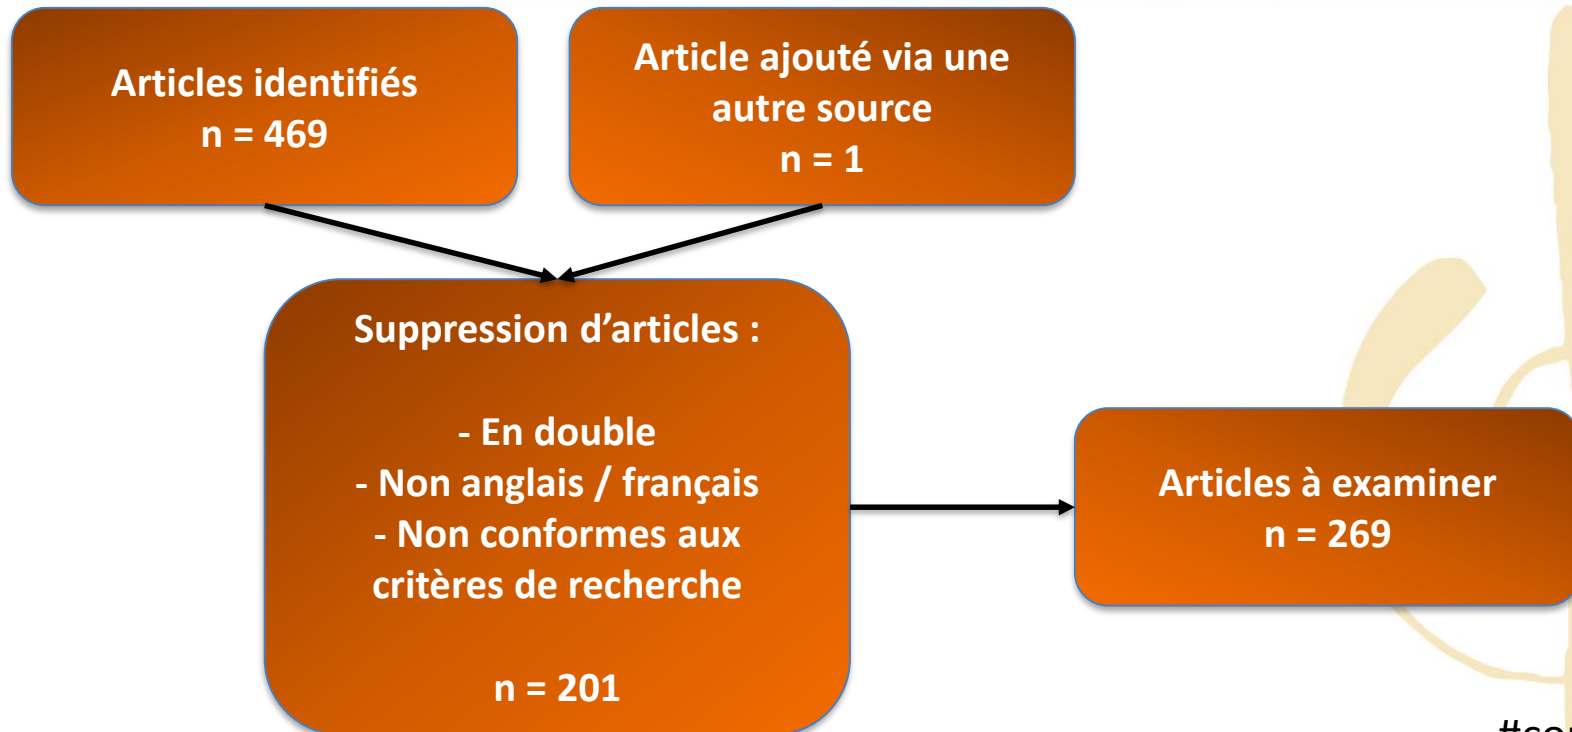 Articles identifiés
n = 469
Article ajouté via une
autre source
n = 1
Suppression d’articles :
- En double
- Non anglais / français
- Non conformes aux
critères de recherche
n = 201
Articles à examiner
n = 269